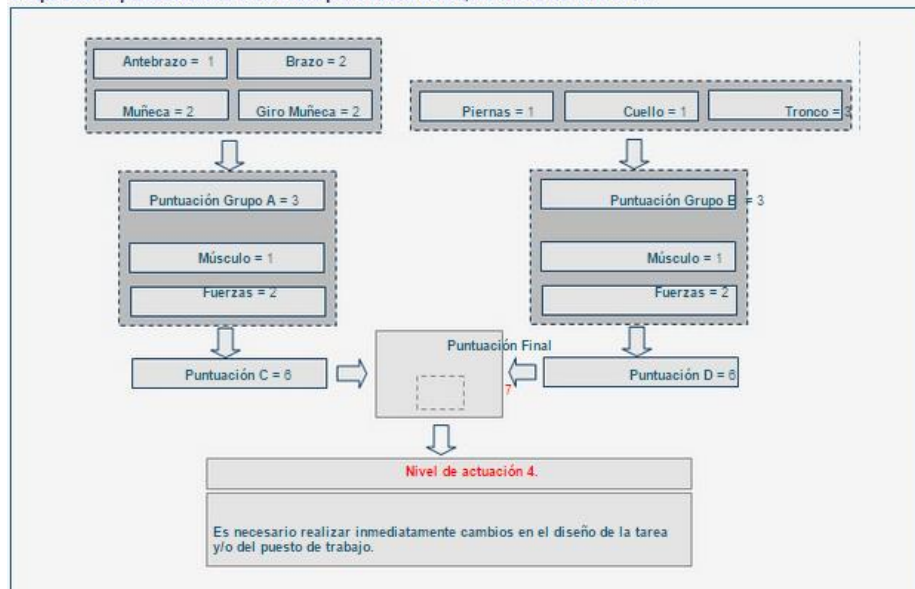 Antebrazo = 1
Brazo = 2
Muñeca = 2
Giro Muñeca = 2
Piernas = 1
Cuello = 1
Tronco = 3
Puntuación Grupo A = 3
Músculo = 1
Fuerzas = 2
Puntuación Grupo B = 3
Músculo = 1
Fuerzas = 2
Puntuación C = 6
Puntuación Final
7
Puntuación D = 6
Nivel de actuación 4.
Es necesario realizar inmediatamente cambios en el diseño de la tarea
y/o del puesto de trabajo.